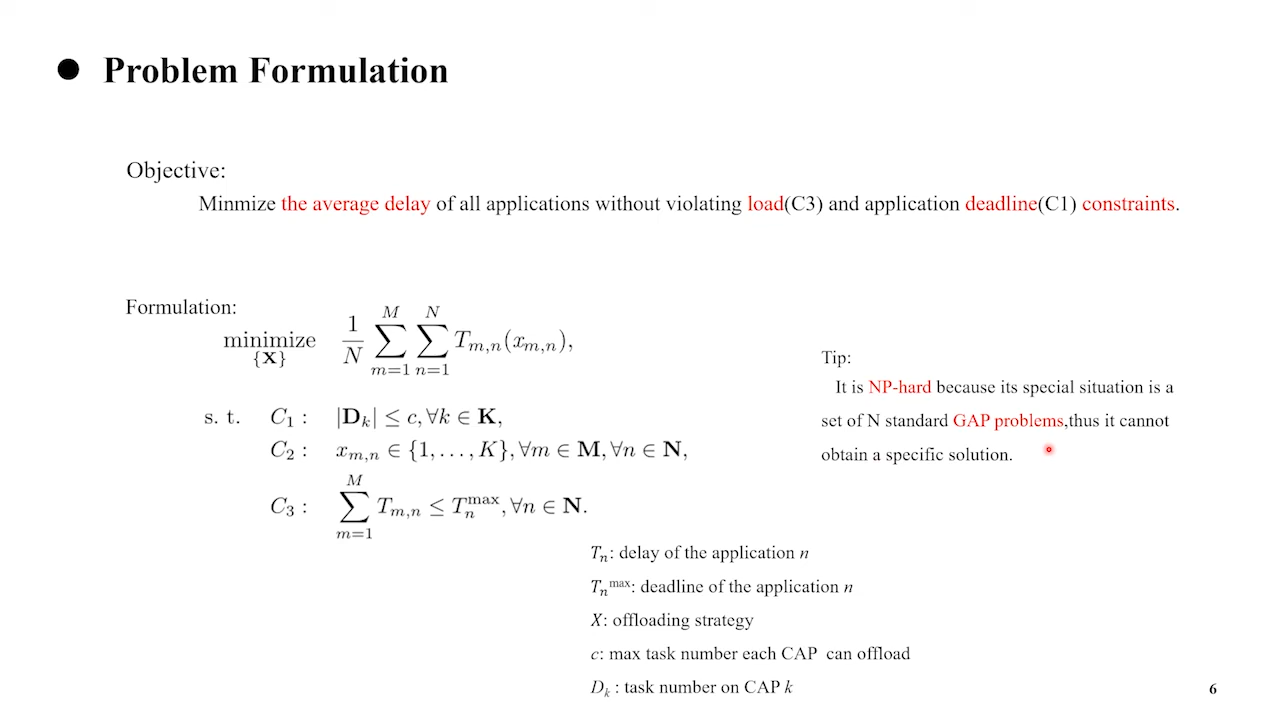 ● Problem Formulation
Objective:
Minmize the average delay of all applications without violating load(C3) and application deadline(C1) constraints.
Formulation:
minimize {X} 1/N ∑_{m=1}^{M} ∑_{n=1}^{N} T_{m,n}(x_{m,n}),
s. t. C_1 : |D_k| ≤ c, ∀k ∈ K,
C_2 : x_{m,n} ∈ {1, . . . , K}, ∀m ∈ M, ∀n ∈ N,
C_3 : ∑_{m=1}^{M} T_{m,n} ≤ T_n^{max}, ∀n ∈ N.
Tip:
It is NP-hard because its special situation is a
set of N standard GAP problems,thus it cannot
obtain a specific solution.
T_n: delay of the application n
T_n^{max}: deadline of the application n
X: offloading strategy
c: max task number each CAP can offload
D_k : task number on CAP k
6